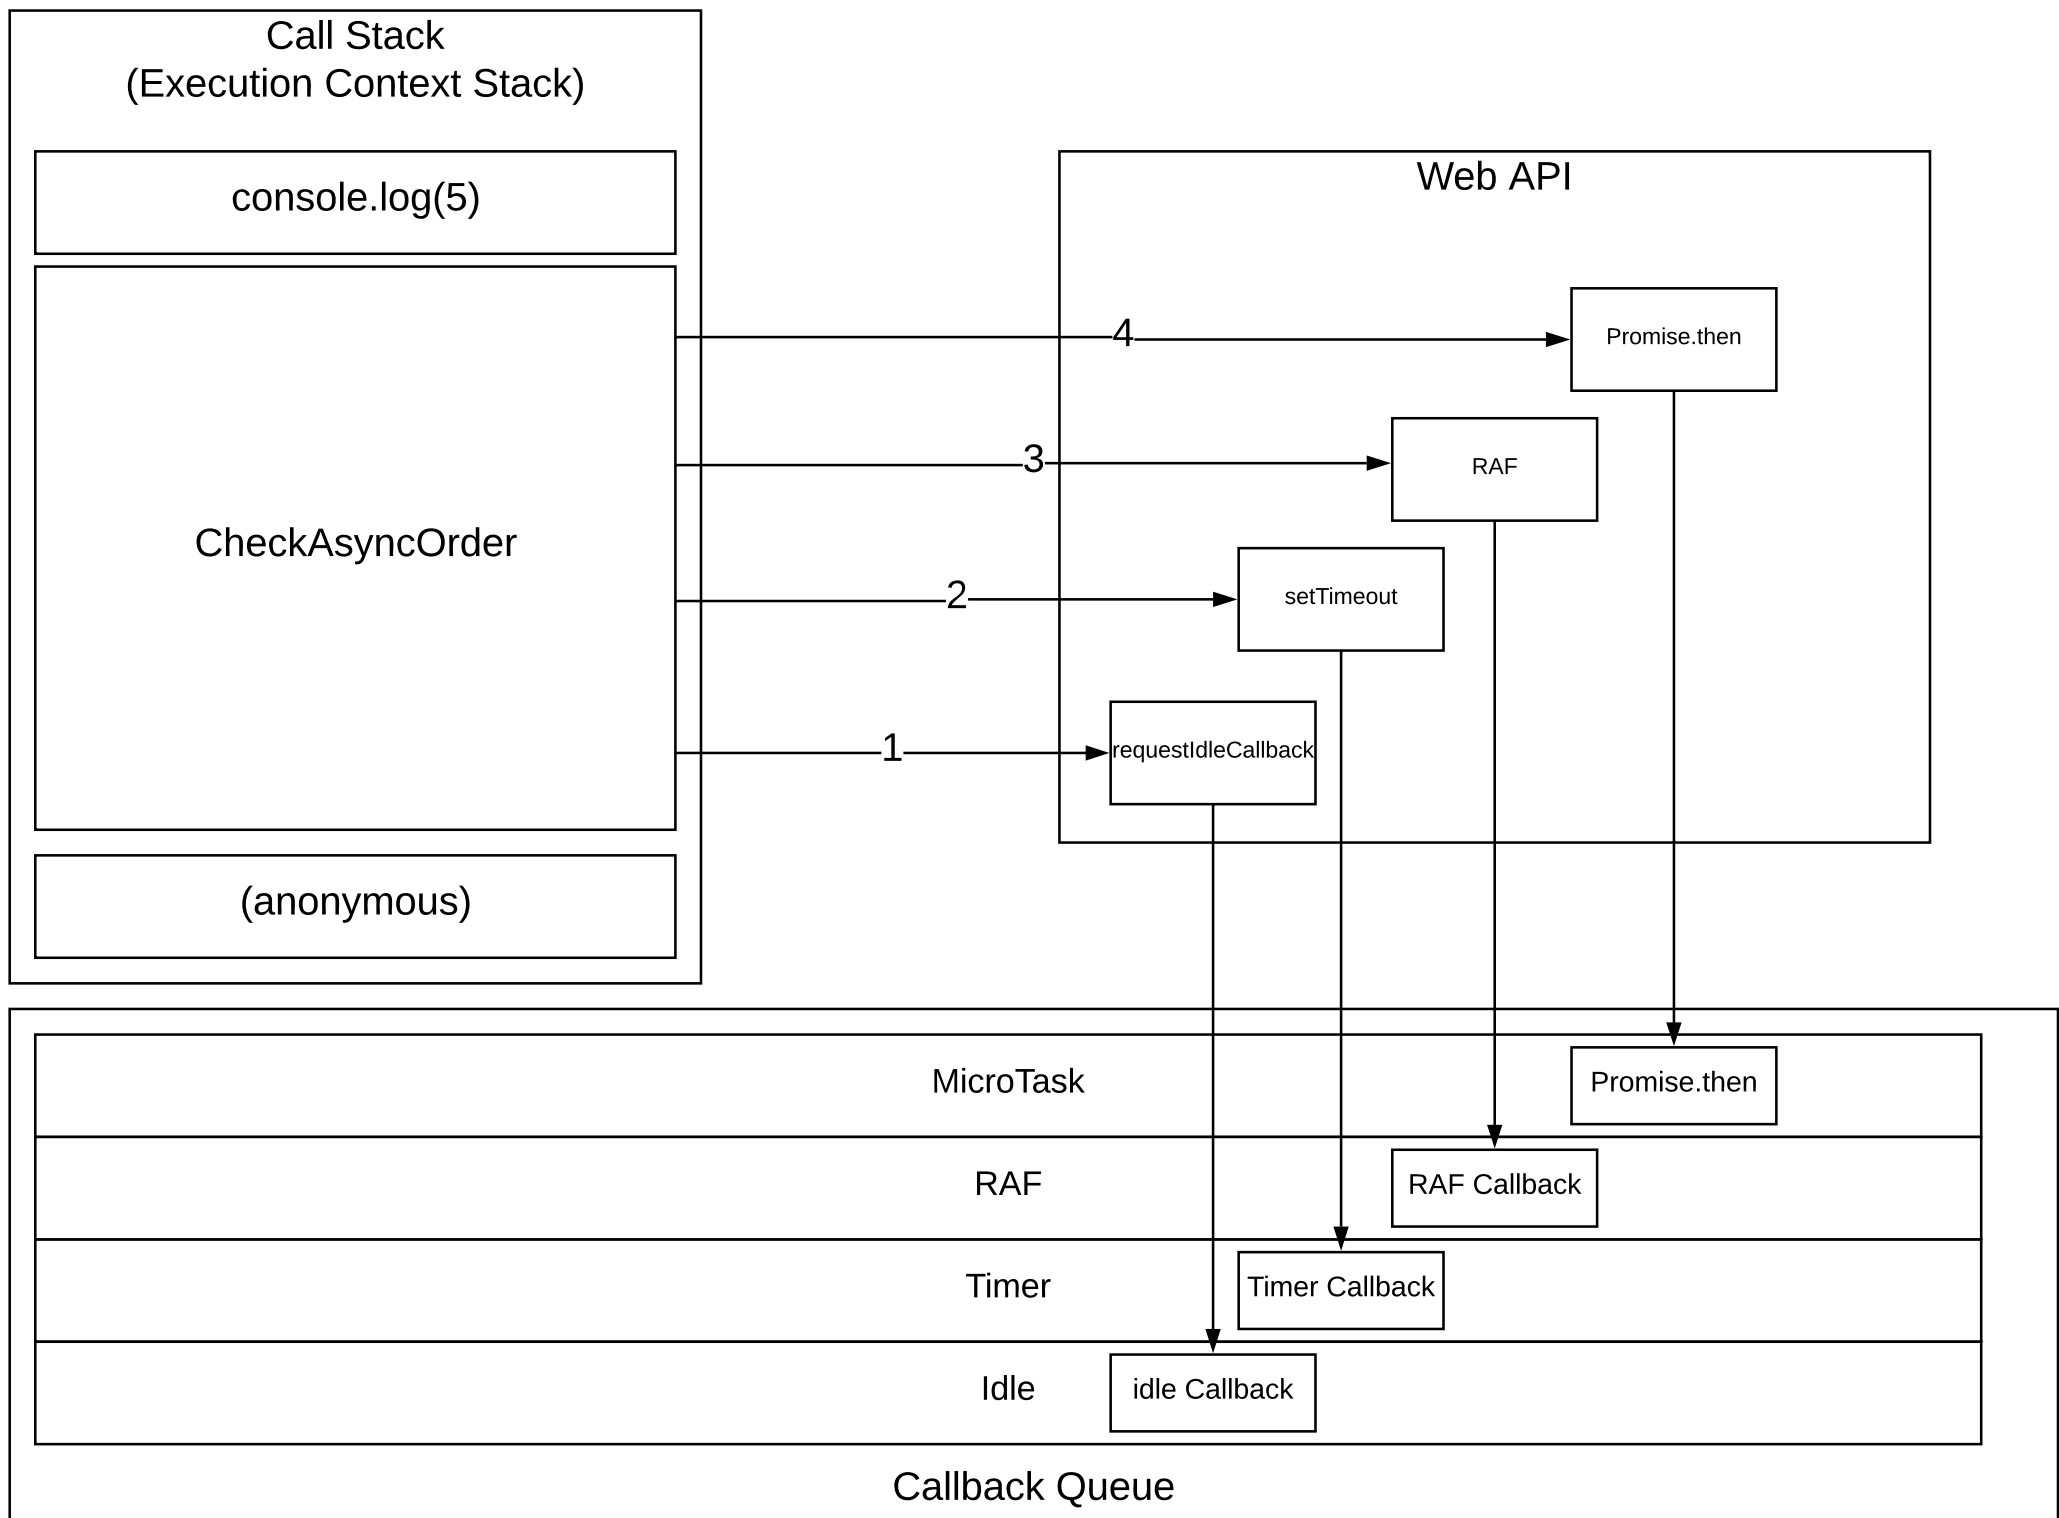 Call Stack
(Execution Context Stack)
console.log(5)
CheckAsyncOrder
(anonymous)
Web API
4
Promise.then
3
RAF
2
setTimeout
1
requestIdleCallback
MicroTask
Promise.then
RAF
RAF Callback
Timer
Timer Callback
Idle
idle Callback
Callback Queue